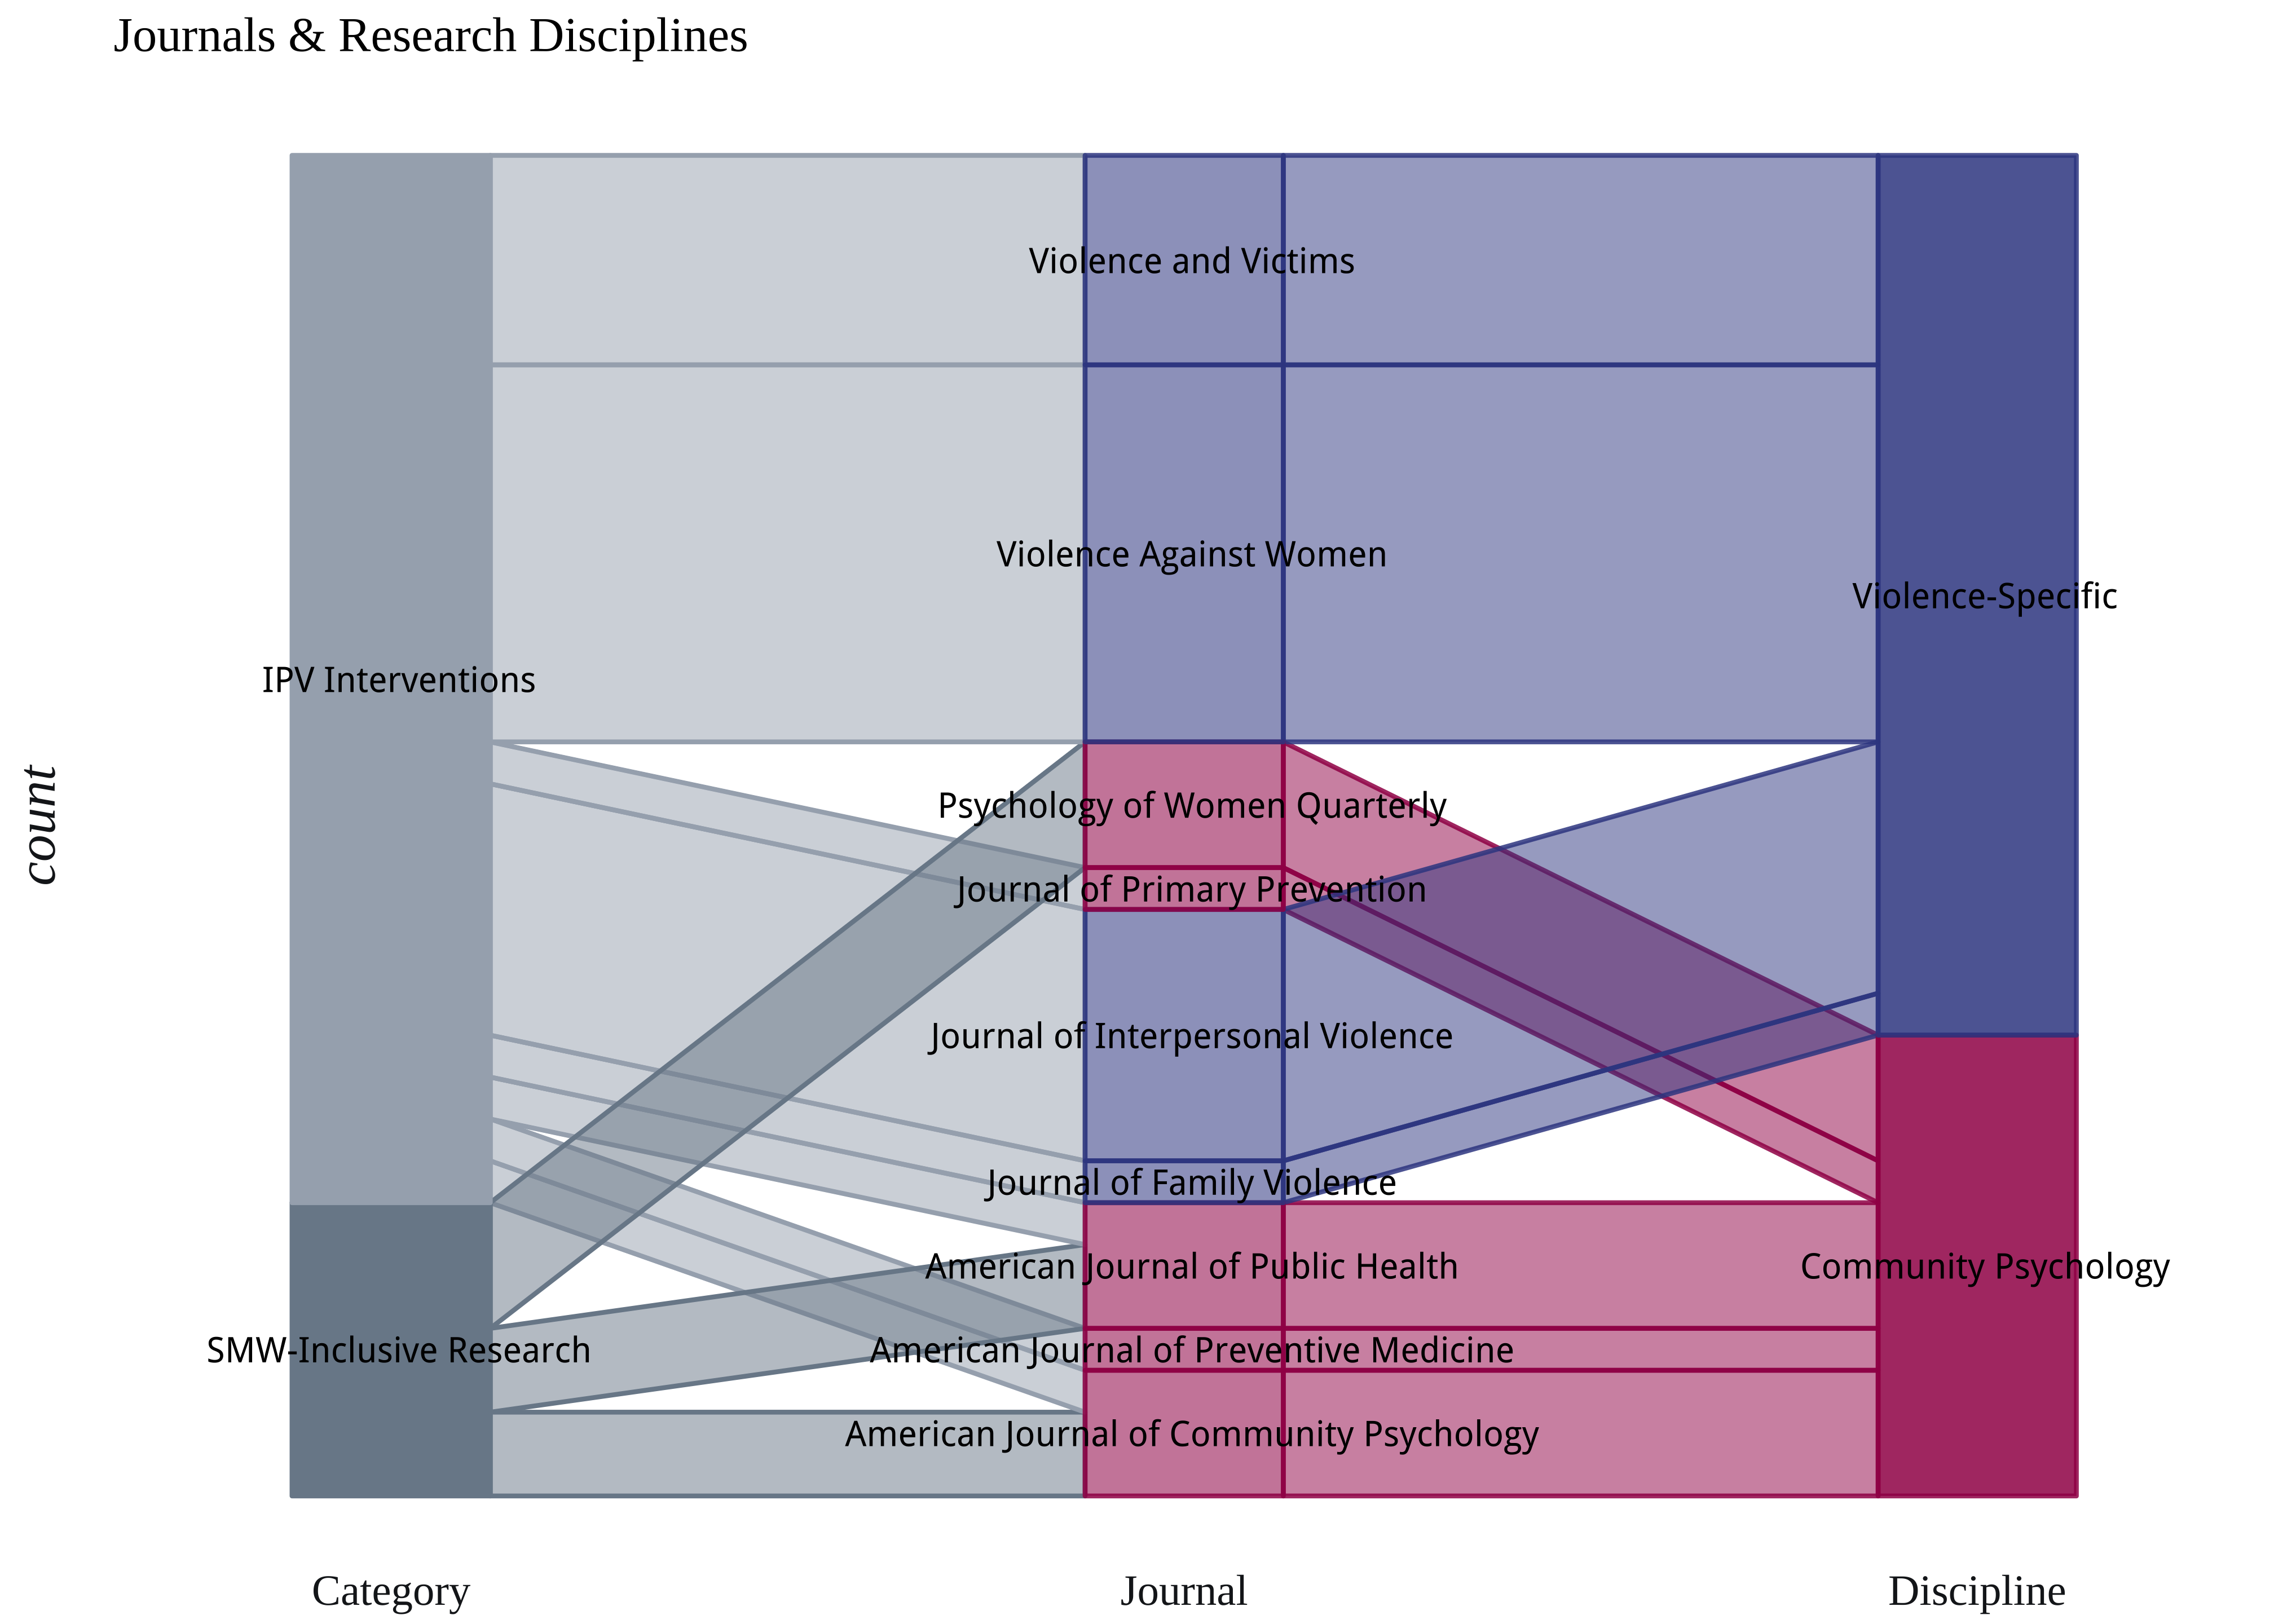 Journals & Research Disciplines
Violence and Victims
Violence Against Women
Violence-Specific
IPV Interventions
count
Psychology of Women Quarterly
Journal of Primary Prevention
Journal of Interpersonal Violence
Journal of Family Violence
American Journal of Public Health
Community Psychology
SMW-Inclusive Research
American Journal of Preventive Medicine
American Journal of Community Psychology
Category
Journal
Discipline